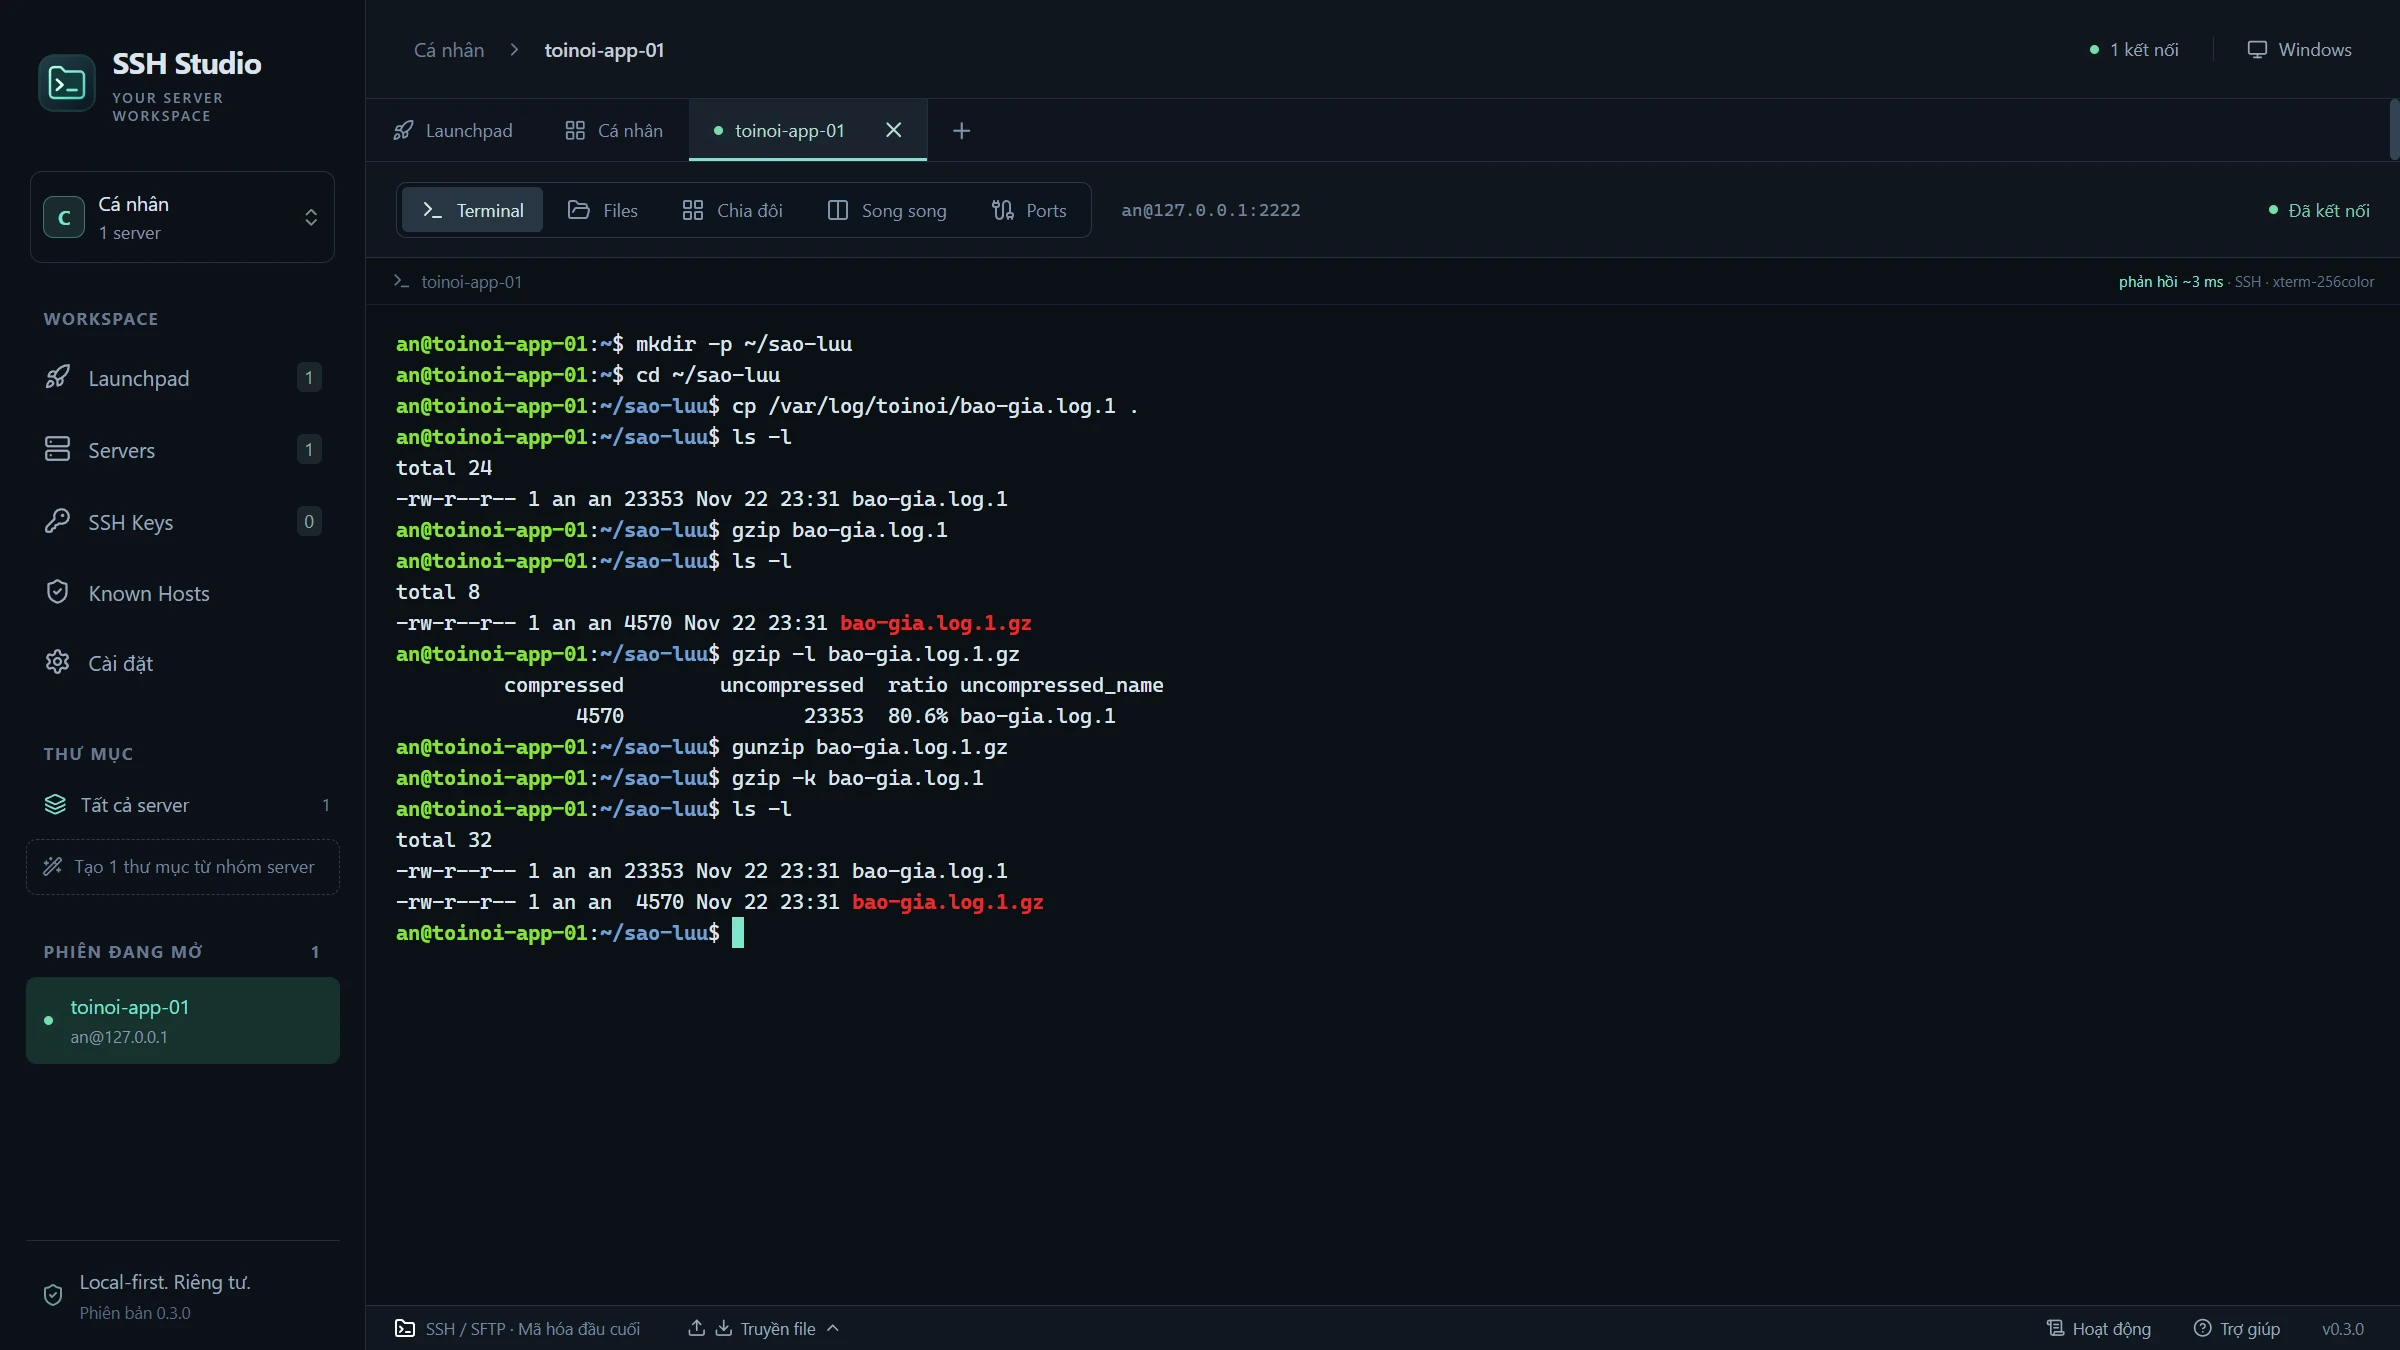 SSH Studio
YOUR SERVER
WORKSPACE
C
Cá nhân
1 server
WORKSPACE
Launchpad 1
Servers 1
SSH Keys 0
Known Hosts
Cài đặt
THƯ MỤC
Tất cả server 1
Tạo 1 thư mục từ nhóm server
PHIÊN ĐANG MỞ 1
toinoi-app-01
an@127.0.0.1
Local-first. Riêng tư.
Phiên bản 0.3.0
Cá nhân > toinoi-app-01
1 kết nối
Windows
Launchpad
Cá nhân
toinoi-app-01
Terminal
Files
Chia đôi
Song song
Ports
an@127.0.0.1:2222
Đã kết nối
toinoi-app-01
phản hồi ~3 ms · SSH · xterm-256color
an@toinoi-app-01:~$ mkdir -p ~/sao-luu
an@toinoi-app-01:~$ cd ~/sao-luu
an@toinoi-app-01:~/sao-luu$ cp /var/log/toinoi/bao-gia.log.1 .
an@toinoi-app-01:~/sao-luu$ ls -l
total 24
-rw-r--r-- 1 an an 23353 Nov 22 23:31 bao-gia.log.1
an@toinoi-app-01:~/sao-luu$ gzip bao-gia.log.1
an@toinoi-app-01:~/sao-luu$ ls -l
total 8
-rw-r--r-- 1 an an 4570 Nov 22 23:31 bao-gia.log.1.gz
an@toinoi-app-01:~/sao-luu$ gzip -l bao-gia.log.1.gz
         compressed        uncompressed  ratio uncompressed_name
               4570               23353  80.6% bao-gia.log.1
an@toinoi-app-01:~/sao-luu$ gunzip bao-gia.log.1.gz
an@toinoi-app-01:~/sao-luu$ gzip -k bao-gia.log.1
an@toinoi-app-01:~/sao-luu$ ls -l
total 32
-rw-r--r-- 1 an an 23353 Nov 22 23:31 bao-gia.log.1
-rw-r--r-- 1 an an  4570 Nov 22 23:31 bao-gia.log.1.gz
an@toinoi-app-01:~/sao-luu$
SSH / SFTP · Mã hóa đầu cuối
Truyền file
Hoạt động
Trợ giúp
v0.3.0